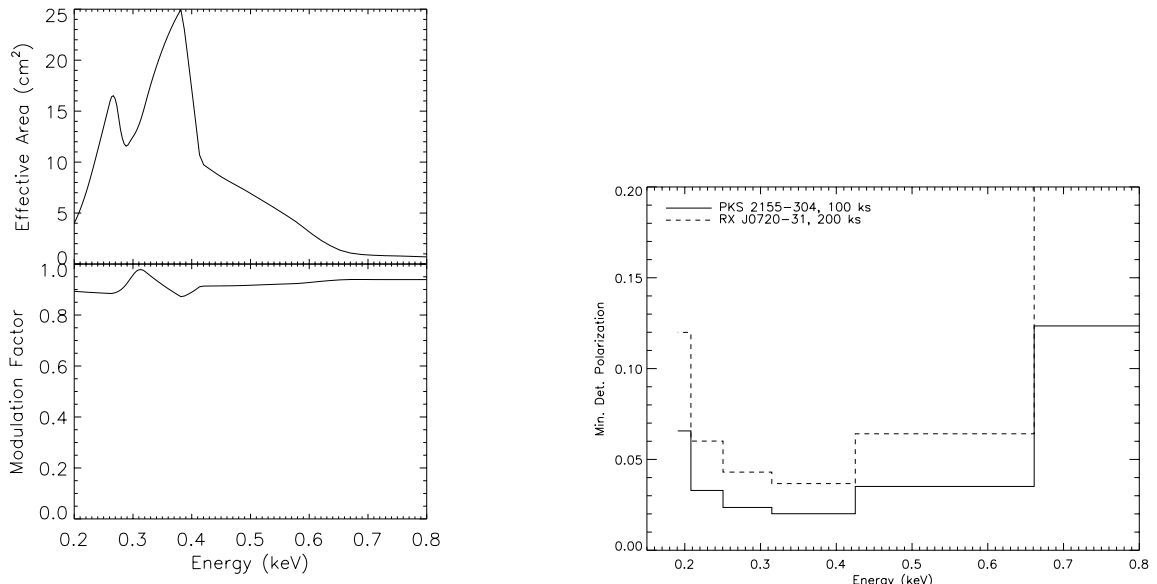 25
20
15
10
5
0
Effective Area (cm²)
1.0
0.8
0.6
0.4
0.2
0.0
Modulation Factor
0.2 0.3 0.4 0.5 0.6 0.7 0.8
Energy (keV)
PKS 2155-304, 100 ks
RX J0720-31, 200 ks
0.20
0.15
0.10
0.05
0.00
Min. Det. Polarization
0.2 0.3 0.4 0.5 0.6 0.7 0.8
Energy (keV)